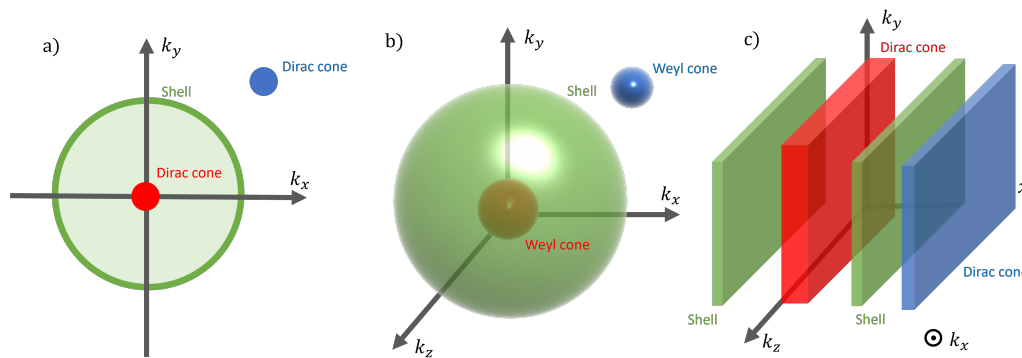 a)
k_y
Dirac cone
Shell
Dirac cone
k_x
b)
k_y
Weyl cone
Shell
k_x
Weyl cone
k_z
c)
Dirac cone
Shell
Shell
Dirac cone
k_z
k_x